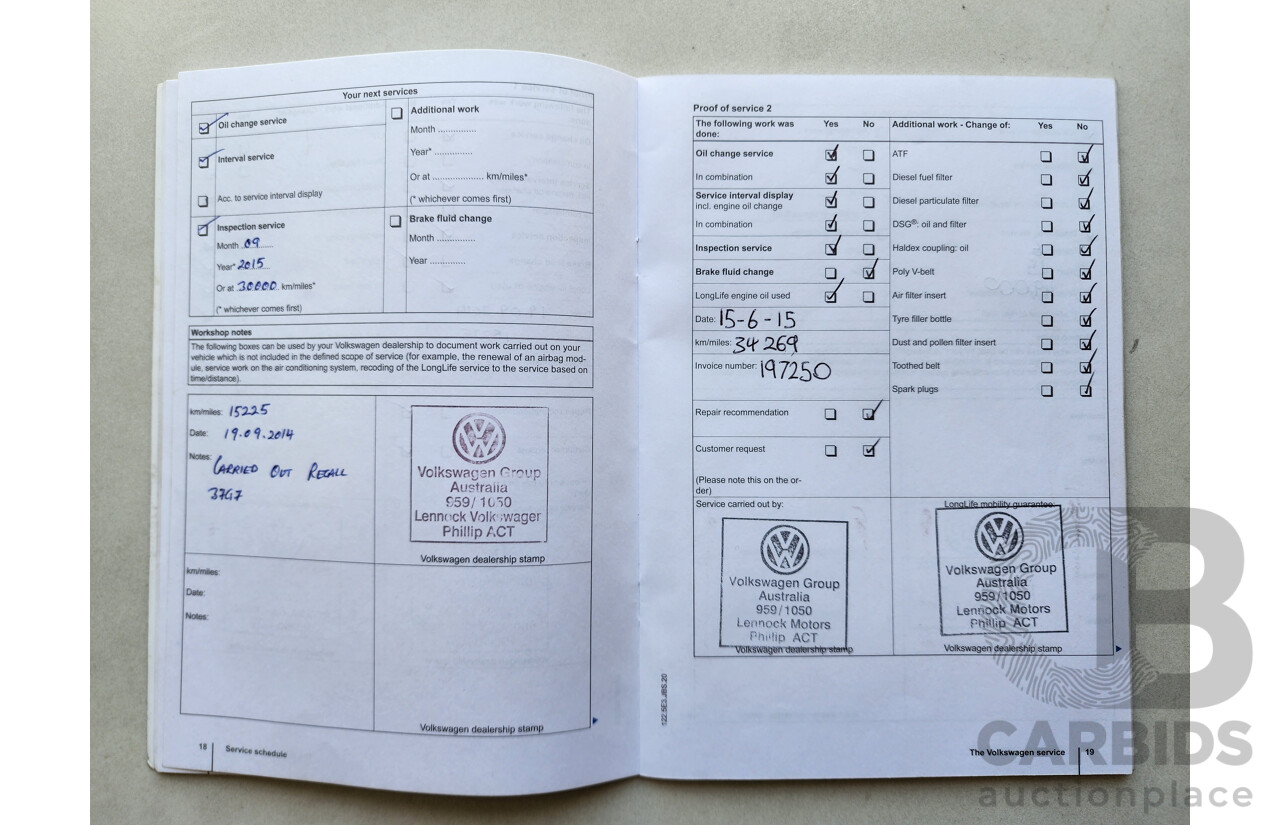 Your next services
Oil change service
Interval service
Acc. to service interval display
Inspection service
Month 09
Year* 2015
Or at 30000 km/miles*
(* whichever comes first)
Additional work
Month ..............
Year* ..............
Or at ................... km/miles*
(* whichever comes first)
Brake fluid change
Month ..............
Year .............
Workshop notes
The following boxes can be used by your Volkswagen dealership to document work carried out on your
vehicle which is not included in the defined scope of service (for example, the renewal of an airbag mod-
ule, service work on the air conditioning system, recoding of the LongLife service to the service based on
time/distance).
km/miles: 15225
Date: 19.09.2014
Notes: CARRIED OUT RECALL
37G7
VW
Volkswagen Group
Australia
959/1050
Lennock Volkswagen
Phillip ACT
Volkswagen dealership stamp
km/miles:
Date:
Notes:
Volkswagen dealership stamp
18 Service schedule
Proof of service 2
The following work was
done:
Yes No
Oil change service
In combination
Service interval display
incl. engine oil change
In combination
Inspection service
Brake fluid change
LongLife engine oil used
Date: 15-6-15
km/miles: 34 269
Invoice number: 197250
Repair recommendation
Customer request
(Please note this on the or-
der)
Additional work - Change of: Yes No
ATF
Diesel fuel filter
Diesel particulate filter
DSG®: oil and filter
Haldex coupling: oil
Poly V-belt
Air filter insert
Tyre filler bottle
Dust and pollen filter insert
Toothed belt
Spark plugs
Service carried out by:
VW
Volkswagen Group
Australia
959/1050
Lennock Motors
Phillip ACT
Volkswagen dealership stamp
LongLife mobility guarantee:
VW
Volkswagen Group
Australia
959/1050
Lennock Motors
Phillip ACT
Volkswagen dealership stamp
122.5E3.JBS.20
The Volkswagen service 19
B
CARBIDS
auctionplace